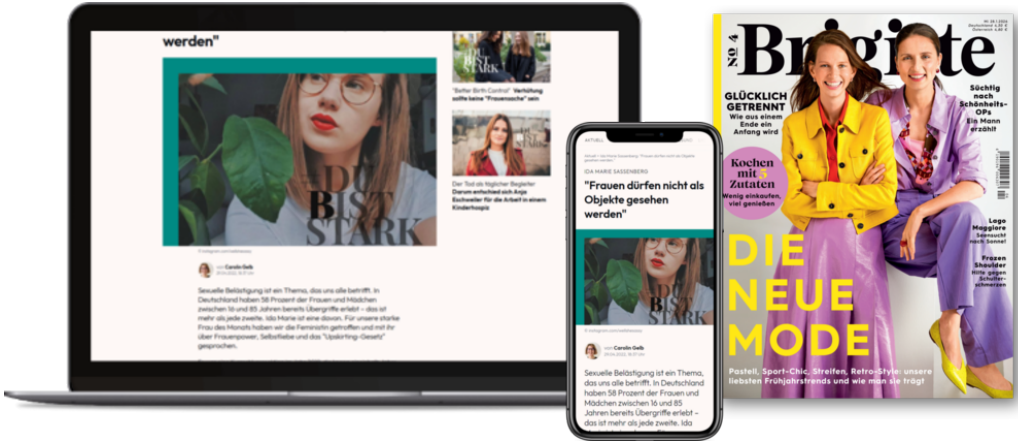 werden"
DU
BIST
STARK
© instagram.com/idamariesassy
von Carolin Gelb
Sexuelle Belästigung ist ein Thema, das uns alle betrifft. In
Deutschland haben 58 Prozent der Frauen und Mädchen
zwischen 16 und 85 Jahren bereits Übergriffe erlebt – das ist
mehr als jede zweite. Ida Marie ist eine davon. Für unsere starke
Frau des Monats haben wir die Feministin getroffen und mit ihr
über Frauenpower, Selbstliebe und das "Upskirting-Gesetz"
gesprochen.
BIST
STARK
"Better Birth Control" Verhütung
sollte keine "Frauensache" sein
Der Tod als täglicher Begleiter
Darum entschied sich Anja
Eschweiler für die Arbeit in einem
Kinderhospiz
AKTUELL
IDA MARIE SASSENBERG
"Frauen dürfen nicht als
Objekte gesehen
werden"
DU
BIST
STARK
von Carolin Gelb
Sexuelle Belästigung ist ein Thema,
das uns alle betrifft. In Deutschland
haben 58 Prozent der Frauen und
Mädchen zwischen 16 und 85
Jahren bereits Übergriffe erlebt –
das ist mehr als jede zweite. Ida
No 4
Brigitte
GLÜCKLICH
GETRENNT
Wie aus einem
Ende ein
Anfang wird
Kochen
mit 5
Zutaten
Wenig einkaufen,
viel genießen
Süchtig
nach
Schönheits-
OPs
Ein Mann
erzählt
Lago
Maggiore
Sehnsucht
nach Sonne!
Frozen
Shoulder
Hilfe gegen
Schulter-
schmerzen
DIE
NEUE
MODE
Pastell, Sport-Chic, Streifen, Retro-Style: unsere
liebsten Frühjahrstrends und wie man sie trägt